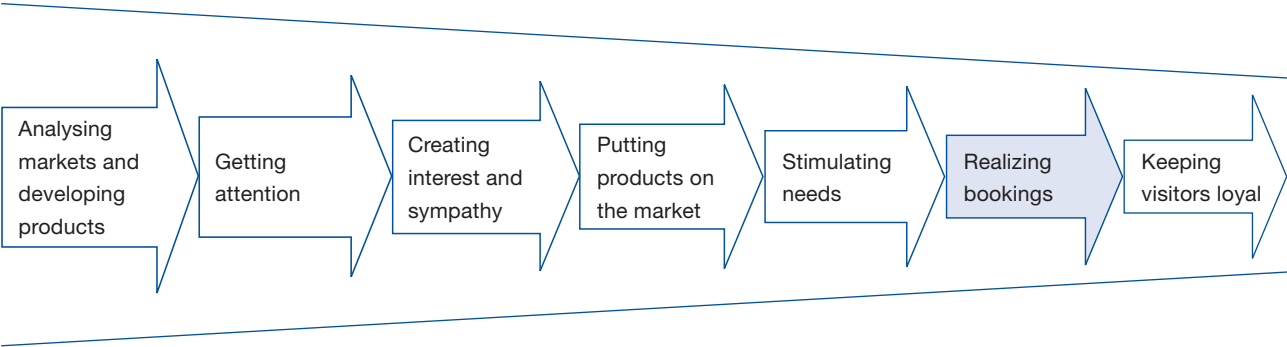 Analysing
markets and
developing
products
Getting
attention
Creating
interest and
sympathy
Putting
products on
the market
Stimulating
needs
Realizing
bookings
Keeping
visitors loyal